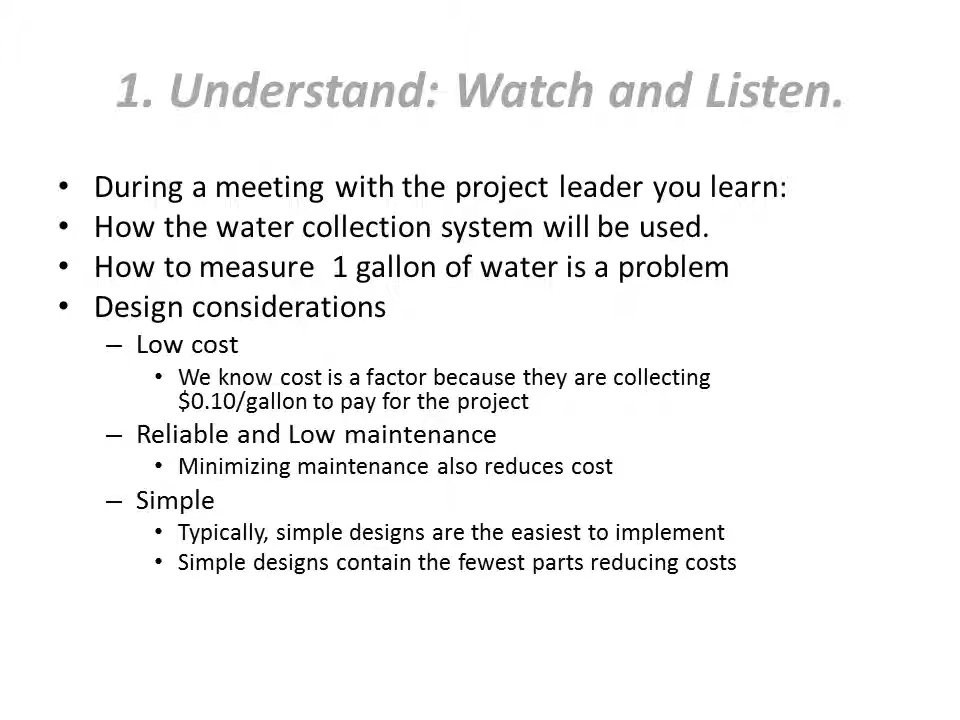 1. Understand: Watch and Listen.
• During a meeting with the project leader you learn:
• How the water collection system will be used.
• How to measure  1 gallon of water is a problem
• Design considerations
– Low cost
• We know cost is a factor because they are collecting
$0.10/gallon to pay for the project
– Reliable and Low maintenance
• Minimizing maintenance also reduces cost
– Simple
• Typically, simple designs are the easiest to implement
• Simple designs contain the fewest parts reducing costs